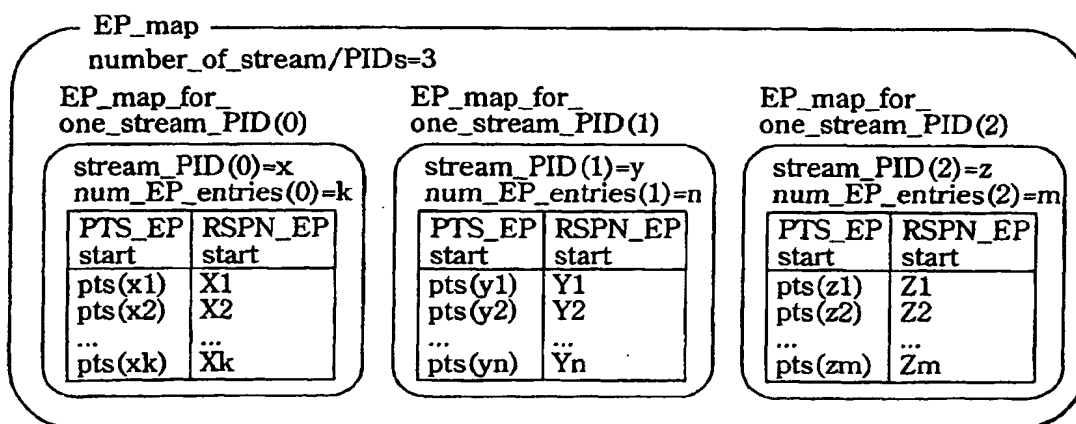 EP_map
number_of_stream/PIDs=3
EP_map_for_
one_stream_PID(0)
stream_PID(0)=x
num_EP_entries(0)=k
PTS_EP RSPN_EP
start start
pts(x1) X1
pts(x2) X2
... ...
pts(xk) Xk
EP_map_for_
one_stream_PID(1)
stream_PID(1)=y
num_EP_entries(1)=n
PTS_EP RSPN_EP
start start
pts(y1) Y1
pts(y2) Y2
... ...
pts(yn) Yn
EP_map_for_
one_stream_PID(2)
stream_PID(2)=z
num_EP_entries(2)=m
PTS_EP RSPN_EP
start start
pts(z1) Z1
pts(z2) Z2
... ...
pts(zm) Zm